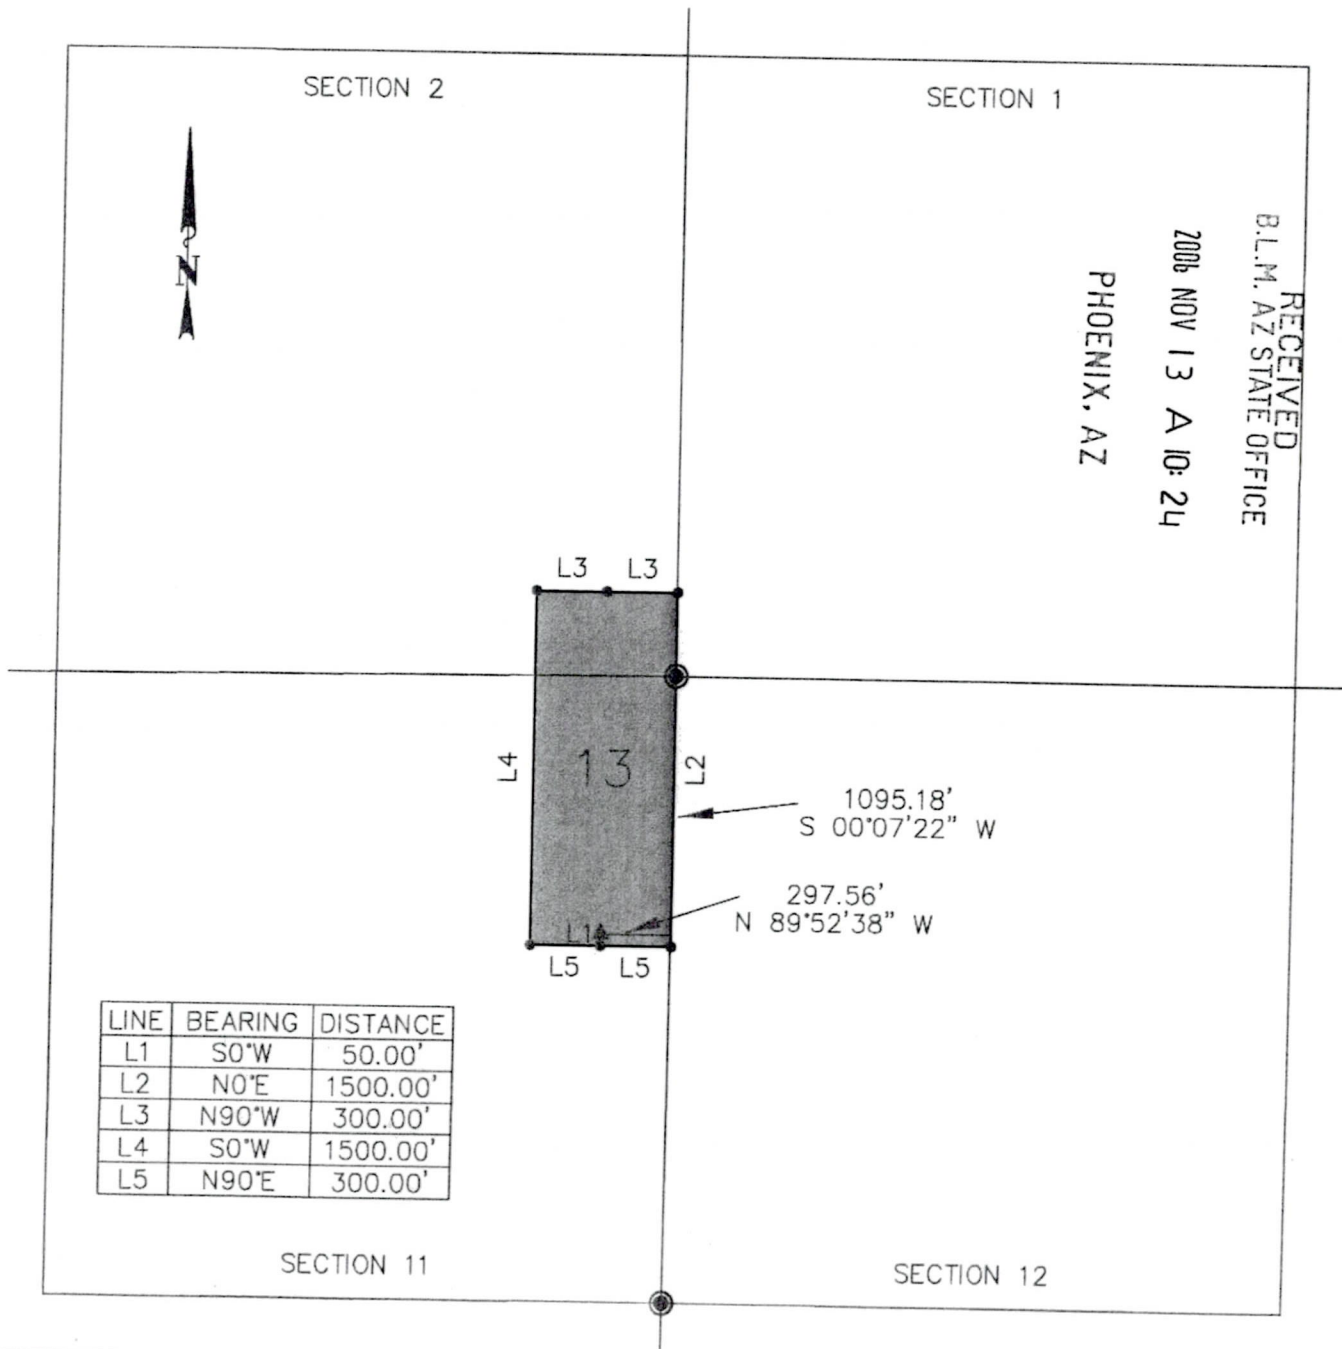 SECTION 2
SECTION 1
N
RECEIVED
B.L.M. AZ STATE OFFICE
2006 NOV 13 A 10: 24
PHOENIX, AZ
L3 L3
L4
13
L2
1095.18'
S 00°07'22" W
297.56'
N 89°52'38" W
L1
L5 L5
LINE BEARING DISTANCE
L1 S0°W 50.00'
L2 N0°E 1500.00'
L3 N90°W 300.00'
L4 S0°W 1500.00'
L5 N90°E 300.00'
SECTION 11
SECTION 12